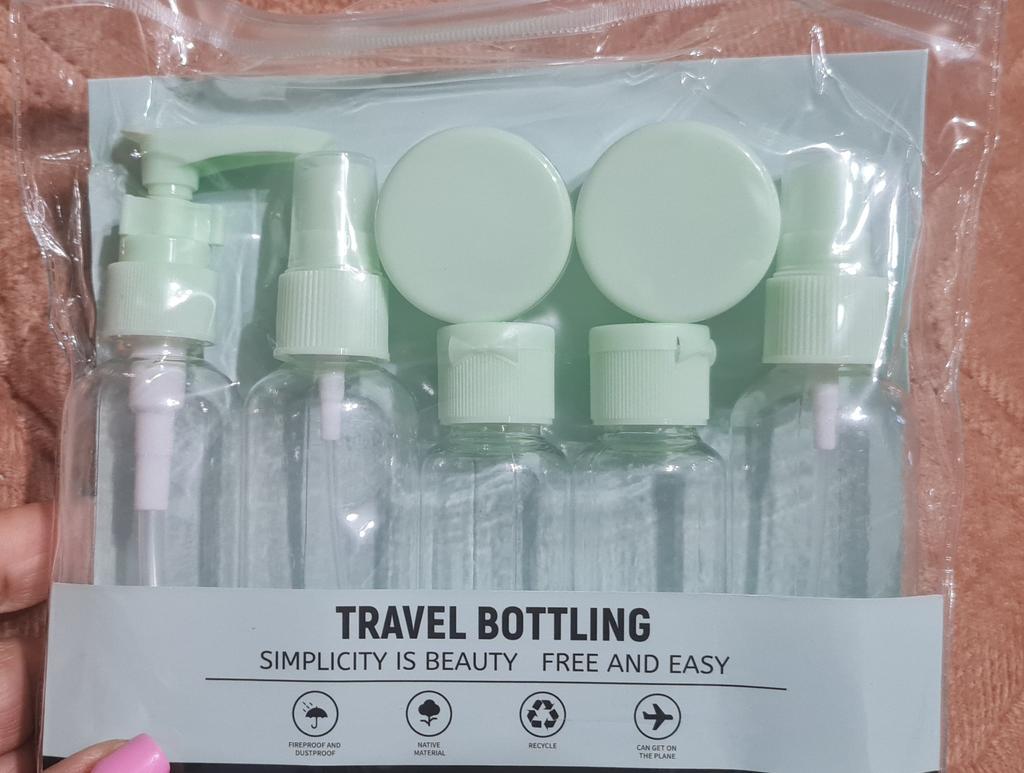 TRAVEL BOTTLING
SIMPLICITY IS BEAUTY FREE AND EASY
FIREPROOF AND
DUSTPROOF
NATIVE
MATERIAL
RECYCLE
CAN GET ON
THE PLANE